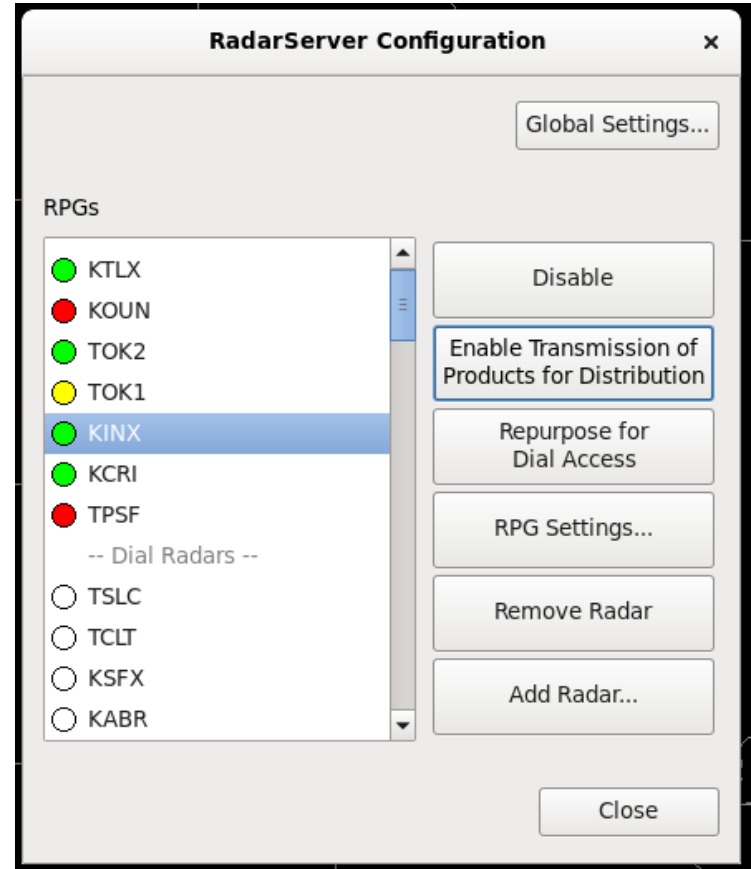 RadarServer Configuration ×
Global Settings...
RPGs
KTLX
KOUN
TOK2
TOK1
KINX
KCRI
TPSF
-- Dial Radars --
TSLC
TCLT
KSFX
KABR
Disable
Enable Transmission of
Products for Distribution
Repurpose for
Dial Access
RPG Settings...
Remove Radar
Add Radar...
Close